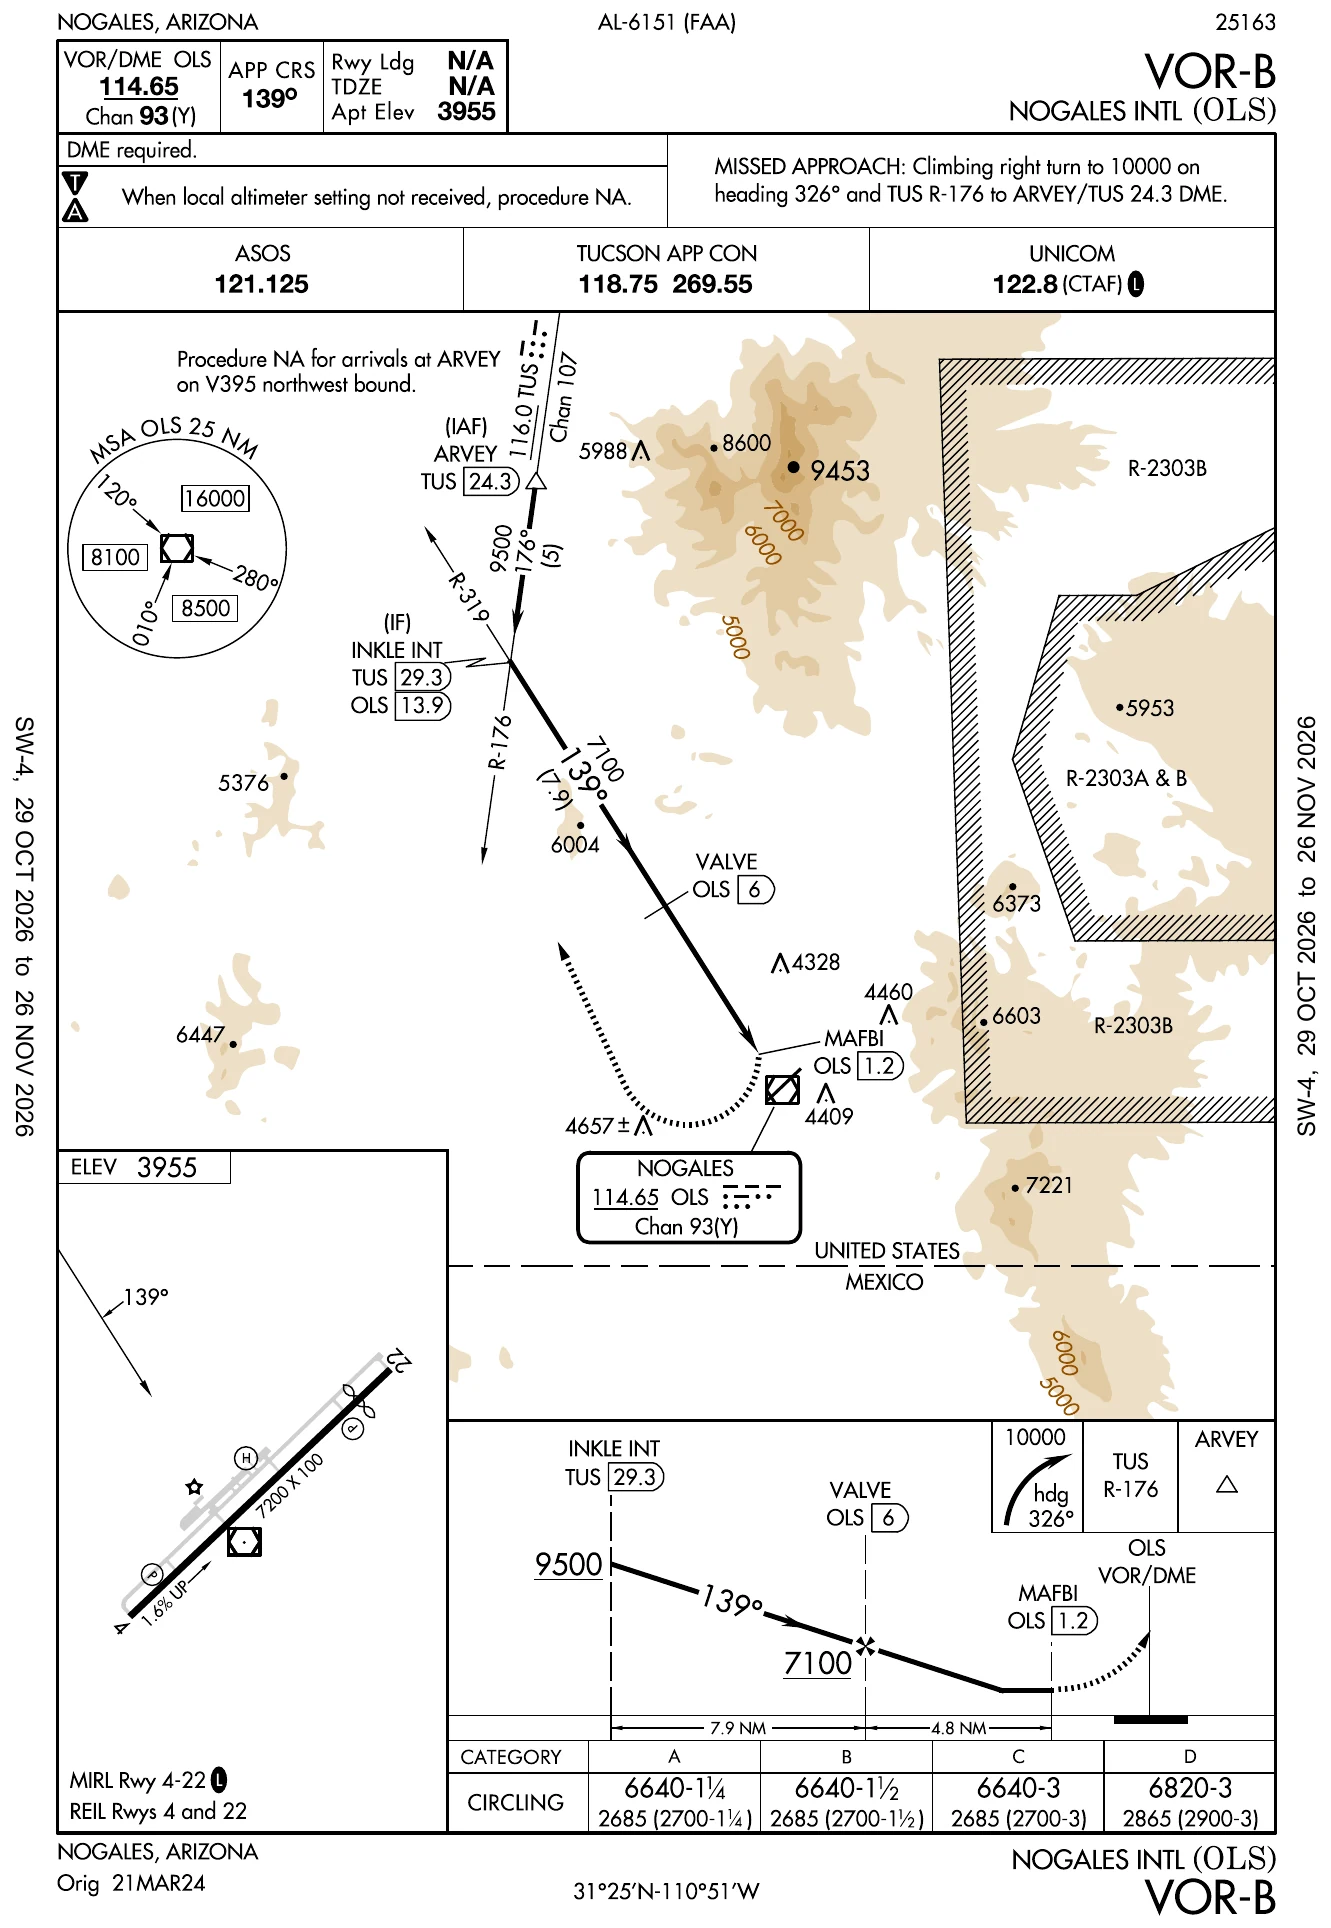 NOGALES, ARIZONA
AL-6151 (FAA)
25163
VOR/DME OLS
114.65
Chan 93(Y)
APP CRS
139°
Rwy Ldg N/A
TDZE N/A
Apt Elev 3955
VOR-B
NOGALES INTL (OLS)
DME required.
T
A
When local altimeter setting not received, procedure NA.
MISSED APPROACH: Climbing right turn to 10000 on
heading 326° and TUS R-176 to ARVEY/TUS 24.3 DME.
ASOS
121.125
TUCSON APP CON
118.75 269.55
UNICOM
122.8 (CTAF) L
Procedure NA for arrivals at ARVEY
on V395 northwest bound.
MSA OLS 25 NM
120°
16000
8100
280°
8500
010°
116.0 TUS
Chan 107
(IAF)
ARVEY
TUS 24.3
9500
176°
(5)
R-319
(IF)
INKLE INT
TUS 29.3
OLS 13.9
R-176
7100
139°
(7.9)
5988
8600
9453
7000
6000
5000
R-2303B
5953
R-2303A & B
5376
6004
VALVE
OLS 6
6373
4328
4460
6603
R-2303B
6447
MAFBI
OLS 1.2
4409
4657±
NOGALES
114.65 OLS
Chan 93(Y)
7221
UNITED STATES
MEXICO
6000
5000
SW-4, 29 OCT 2026 to 26 NOV 2026
SW-4, 29 OCT 2026 to 26 NOV 2026
ELEV 3955
139°
22
P
H
7200 X 100
P
1.6% UP
4
MIRL Rwy 4-22 L
REIL Rwys 4 and 22
INKLE INT
TUS 29.3
VALVE
OLS 6
10000
hdg
326°
TUS
R-176
ARVEY
OLS
VOR/DME
MAFBI
OLS 1.2
9500
139°
7100
7.9 NM
4.8 NM
CATEGORY A B C D
CIRCLING
6640-1¼
2685 (2700-1¼)
6640-1½
2685 (2700-1½)
6640-3
2685 (2700-3)
6820-3
2865 (2900-3)
NOGALES, ARIZONA
Orig 21MAR24
31°25'N-110°51'W
NOGALES INTL (OLS)
VOR-B